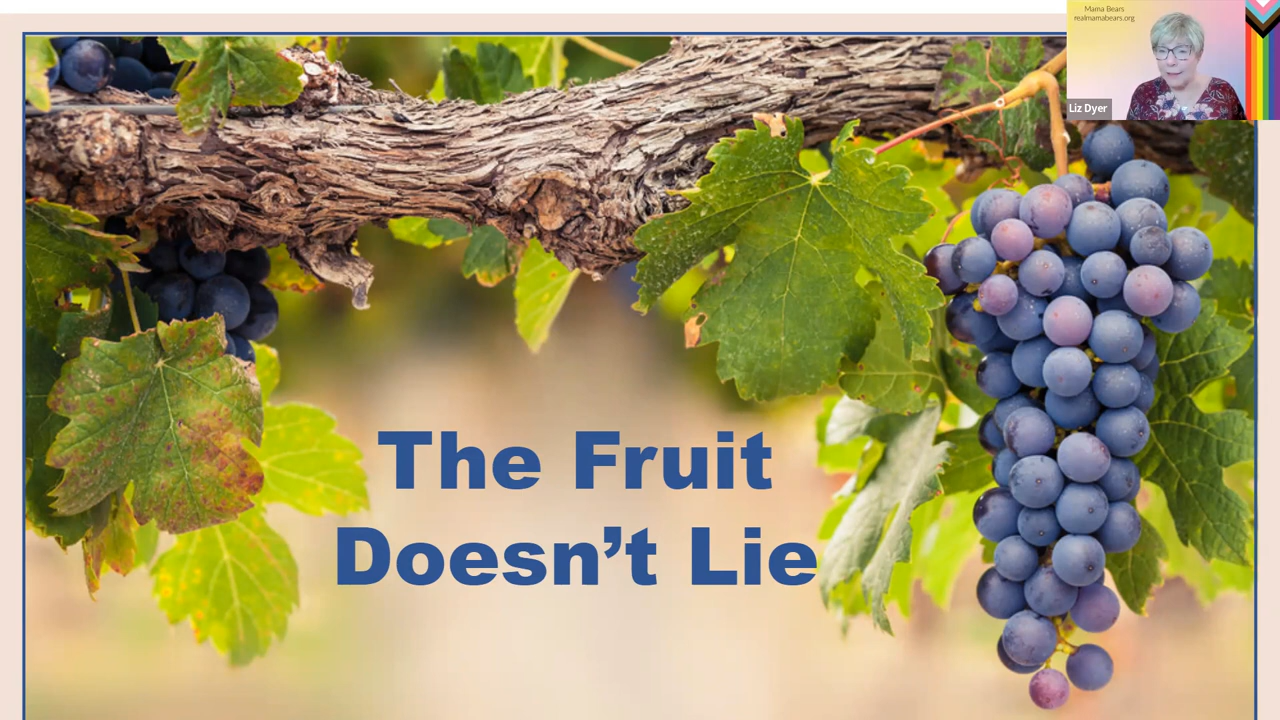 Mama Bears
realmamabears.org
Liz Dyer
The Fruit
Doesn’t Lie